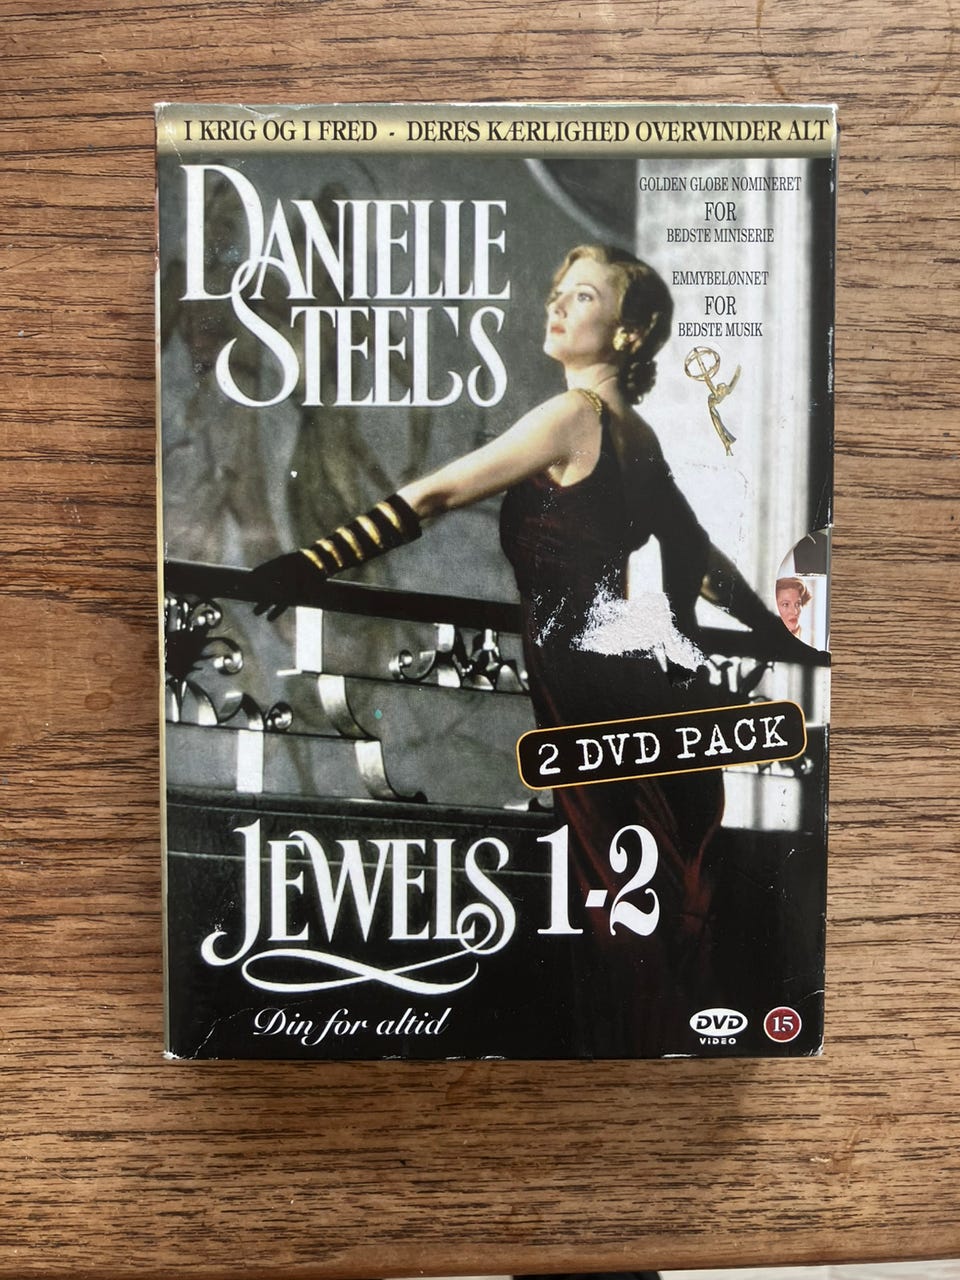 I KRIG OG I FRED - DERES KÆRLIGHED OVERVINDER ALT
DANIELLE
STEEL'S
GOLDEN GLOBE NOMINERET
FOR
BEDSTE MINISERIE
EMMYBELØNNET
FOR
BEDSTE MUSIK
2 DVD PACK
JEWELS 1-2
Din for altid
DVD
VIDEO
15